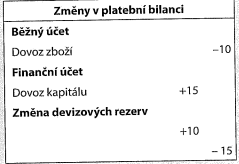 Změny v platební bilanci
Běžný účet
Dovoz zboží −10
Finanční účet
Dovoz kapitálu +15
Změna devizových rezerv
+10
− 15